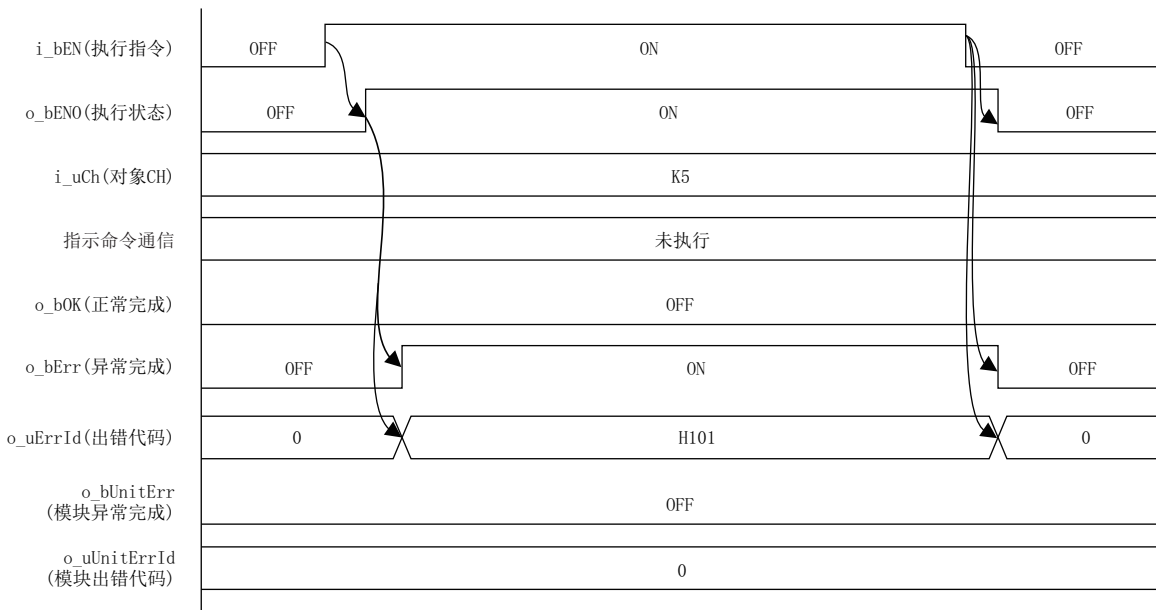 i_bEN(执行指令) OFF ON OFF
o_bENO(执行状态) OFF ON OFF
i_uCh(对象CH) K5
指示命令通信 未执行
o_bOK(正常完成) OFF
o_bErr(异常完成) OFF ON OFF
o_uErrId(出错代码) 0 H101 0
o_bUnitErr
(模块异常完成) OFF
o_uUnitErrId
(模块出错代码) 0